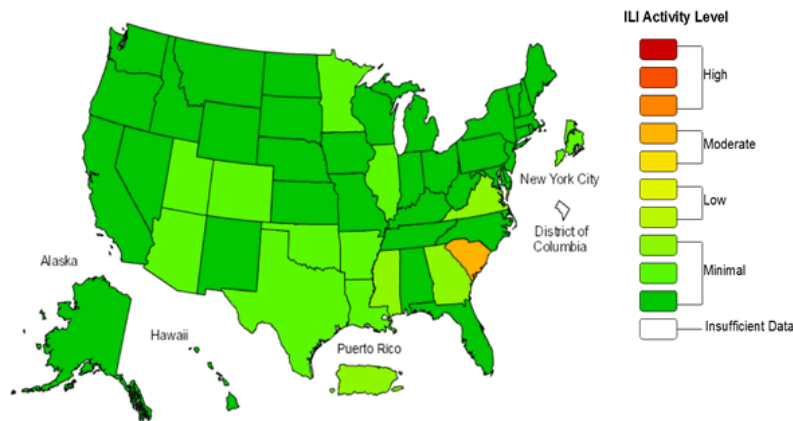 ILI Activity Level
High
Moderate
Low
Minimal
Insufficient Data
New York City
District of
Columbia
Alaska
Hawaii
Puerto Rico